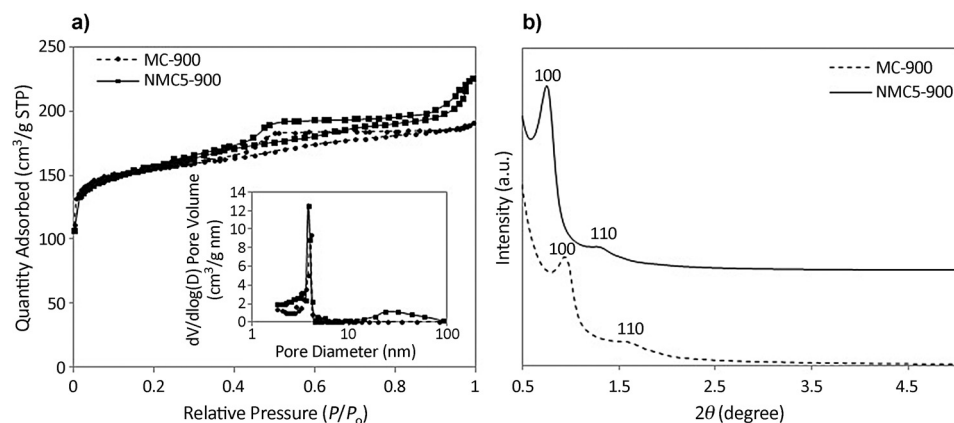 a)
MC-900
NMC5-900
Quantity Adsorbed (cm³/g STP)
250
200
150
100
50
0
0
0.2
0.4
0.6
0.8
1
Relative Pressure (P/Pₒ)
dV/dlog(D) Pore Volume
(cm³/g nm)
14
12
10
8
6
4
2
0
1
10
100
Pore Diameter (nm)
b)
MC-900
NMC5-900
100
110
100
110
Intensity (a.u.)
0.5
1.5
2.5
3.5
4.5
2θ (degree)